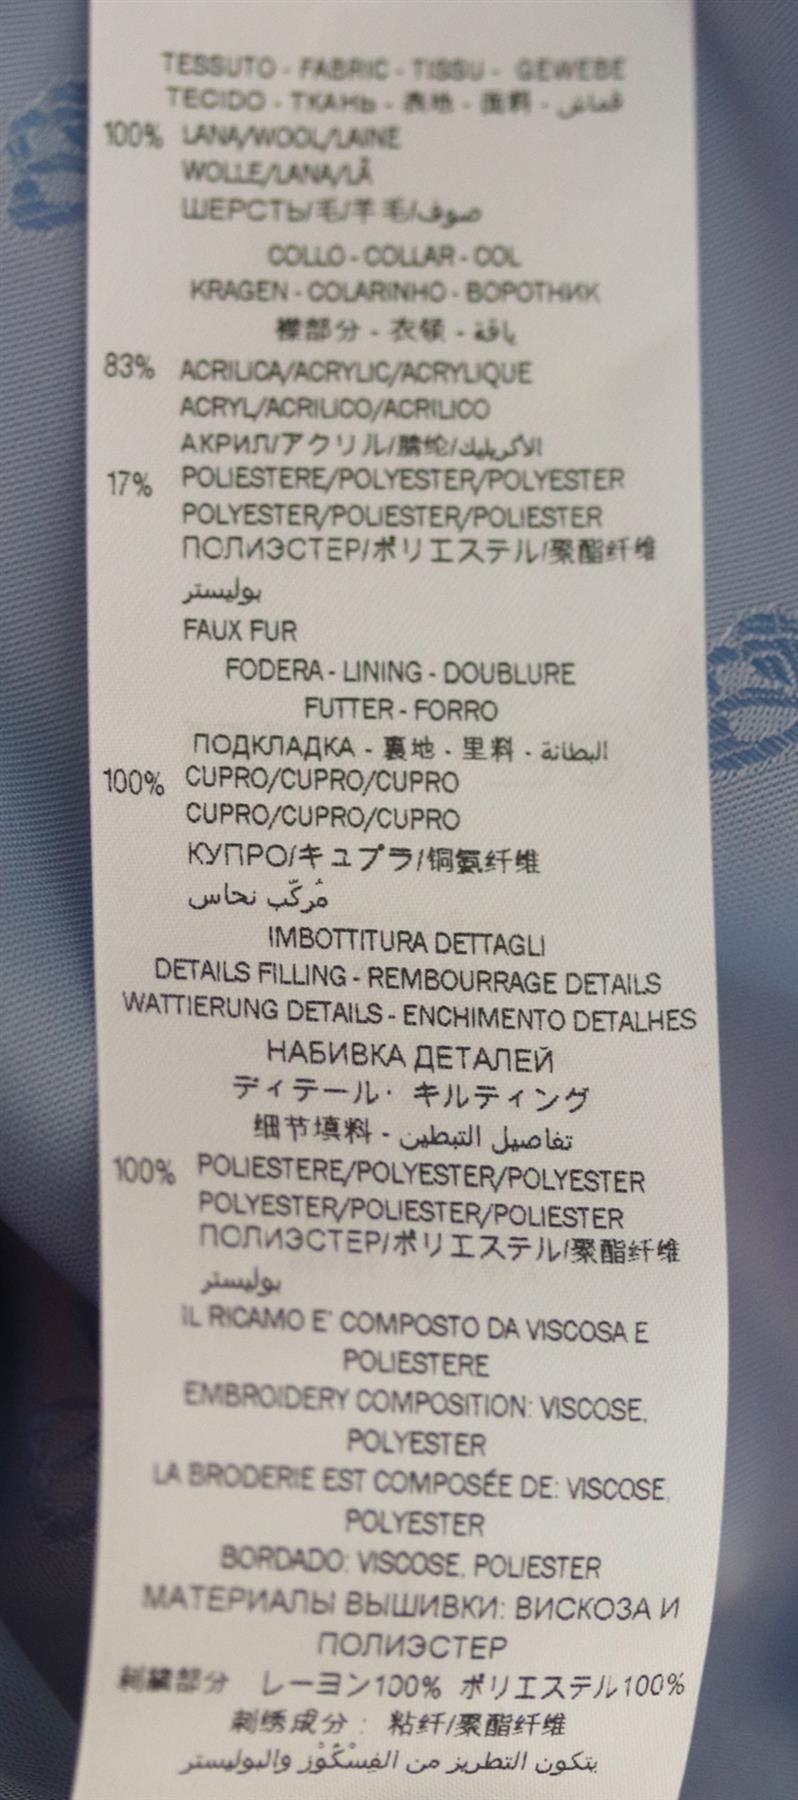 TESSUTO - FABRIC - TISSU - GEWEBE
TECIDO - ТКАНЬ - 表地 - 面料 - قماش
100% LANA/WOOL/LAINE
WOLLE/LANA/LÃ
ШЕРСТЬ/毛/羊毛/صوف
COLLO - COLLAR - COL
KRAGEN - COLARINHO - ВОРОТНИК
襟部分 - 衣领 - ياقة
83% ACRILICA/ACRYLIC/ACRYLIQUE
ACRYL/ACRILICO/ACRILICO
АКРИЛ/アクリル/腈纶/الأكريليك
17% POLIESTERE/POLYESTER/POLYESTER
POLYESTER/POLIESTER/POLIESTER
ПОЛИЭСТЕР/ポリエステル/聚酯纤维
بوليستر
FAUX FUR
FODERA - LINING - DOUBLURE
FUTTER - FORRO
ПОДКЛАДКА - 裏地 - 里料 - البطانة
100% CUPRO/CUPRO/CUPRO
CUPRO/CUPRO/CUPRO
КУПРО/キュプラ/铜氨纤维
مُركّب نحاس
IMBOTTITURA DETTAGLI
DETAILS FILLING - REMBOURRAGE DETAILS
WATTIERUNG DETAILS - ENCHIMENTO DETALHES
НАБИВКА ДЕТАЛЕЙ
ディテール・キルティング
细节填料 - تفاصيل التبطين
100% POLIESTERE/POLYESTER/POLYESTER
POLYESTER/POLIESTER/POLIESTER
ПОЛИЭСТЕР/ポリエステル/聚酯纤维
بوليستر
IL RICAMO E' COMPOSTO DA VISCOSA E
POLIESTERE
EMBROIDERY COMPOSITION: VISCOSE,
POLYESTER
LA BRODERIE EST COMPOSÉE DE: VISCOSE,
POLYESTER
BORDADO: VISCOSE, POLIESTER
МАТЕРИАЛЫ ВЫШИВКИ: ВИСКОЗА И
ПОЛИЭСТЕР
刺繍部分 レーヨン100% ポリエステル100%
刺绣成分: 粘纤/聚酯纤维
يتكون التطريز من الفِسْكُوْز والبوليستر